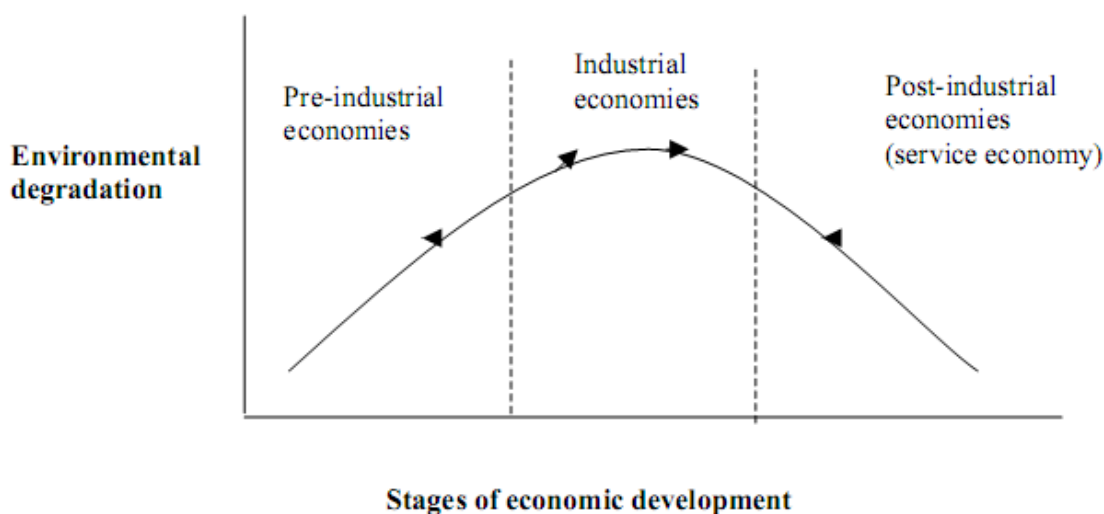 Pre-industrial
economies
Industrial
economies
Post-industrial
economies
(service economy)
Environmental
degradation
Stages of economic development